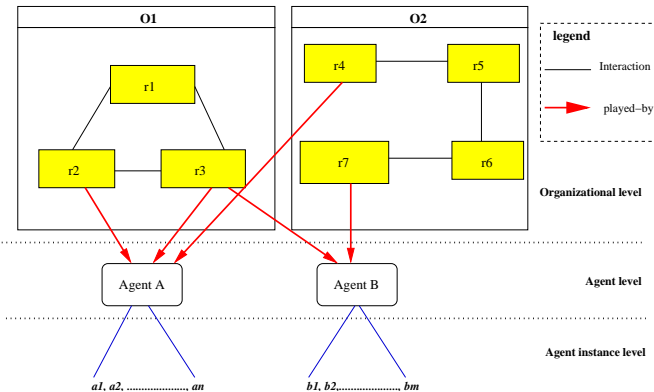 O1
O2
legend
r4
r5
Interaction
r1
played–by
r2
r3
r7
r6
Organizational level
Agent A
Agent B
Agent level
Agent instance level
a1, a2, ....................., an
b1, b2,....................., bm